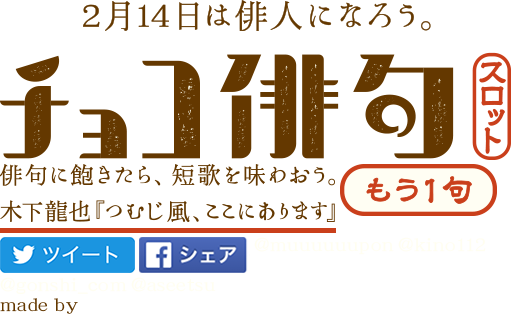 2月14日は俳人になろう。
チョコ俳句
スロット
俳句に飽きたら、短歌を味わおう。
もう1句
木下龍也『つむじ風、ここにあります』
ツイート
シェア
made by